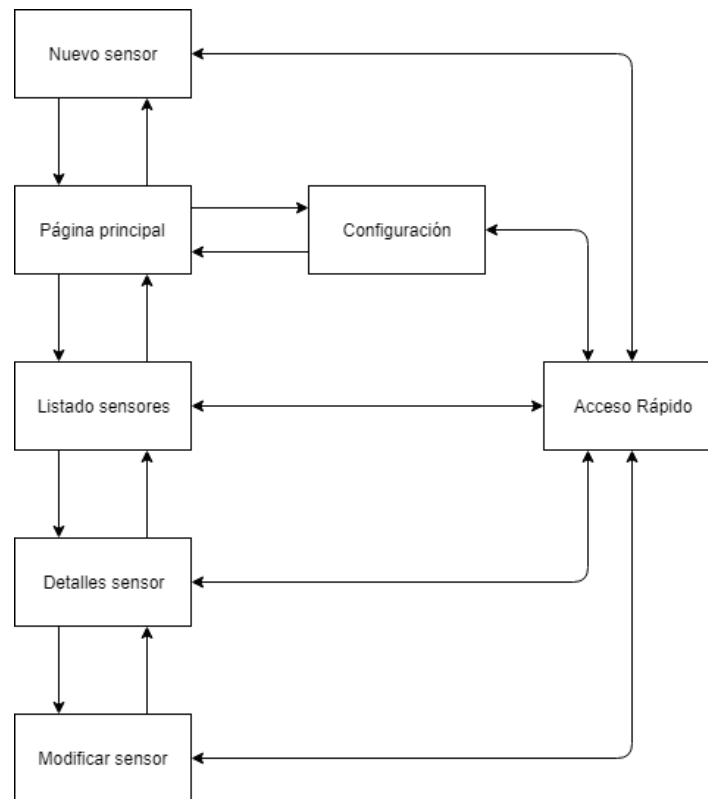 Nuevo sensor
Página principal
Configuración
Listado sensores
Acceso Rápido
Detalles sensor
Modificar sensor